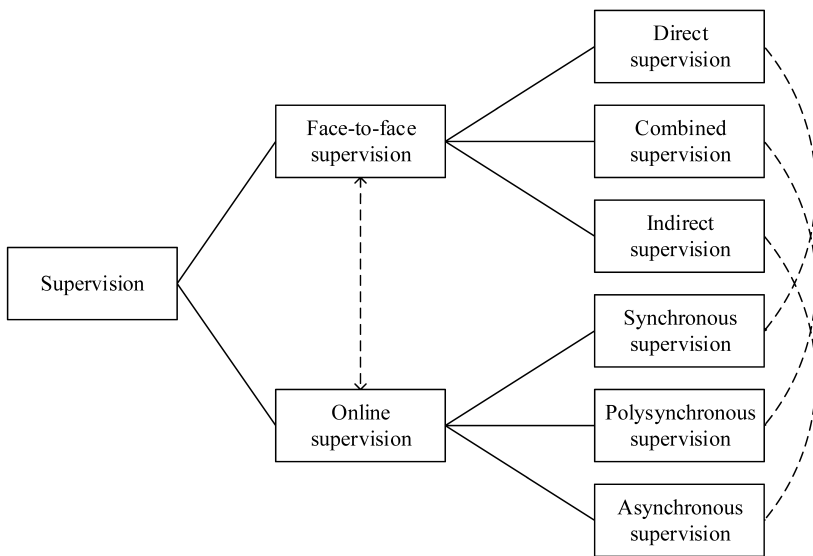 Direct
supervision
Face-to-face
supervision
Combined
supervision
Indirect
supervision
Supervision
Synchronous
supervision
Online
supervision
Polysynchronous
supervision
Asynchronous
supervision